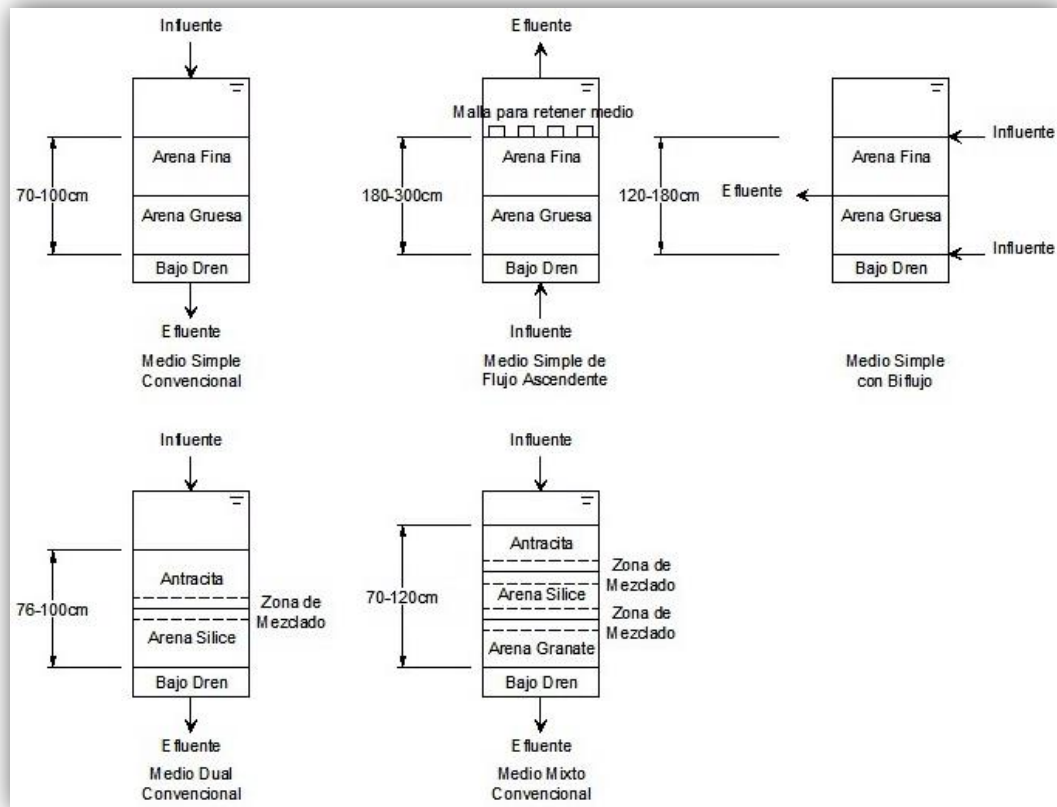 Influente
Arena Fina
70-100cm
Arena Gruesa
Bajo Dren
Efluente
Medio Simple
Convencional
Efluente
Malla para retener medio
Arena Fina
180-300cm
Arena Gruesa
Bajo Dren
Influente
Medio Simple de
Flujo Ascendente
Influente
Arena Fina
120-180cm
Efluente
Arena Gruesa
Influente
Bajo Dren
Medio Simple
con Biflujo
Influente
Antracita
76-100cm
Zona de
Mezclado
Arena Silice
Bajo Dren
Efluente
Medio Dual
Convencional
Influente
Antracita
Zona de
Mezclado
70-120cm
Arena Silice
Zona de
Mezclado
Arena Granate
Bajo Dren
Efluente
Medio Mixto
Convencional